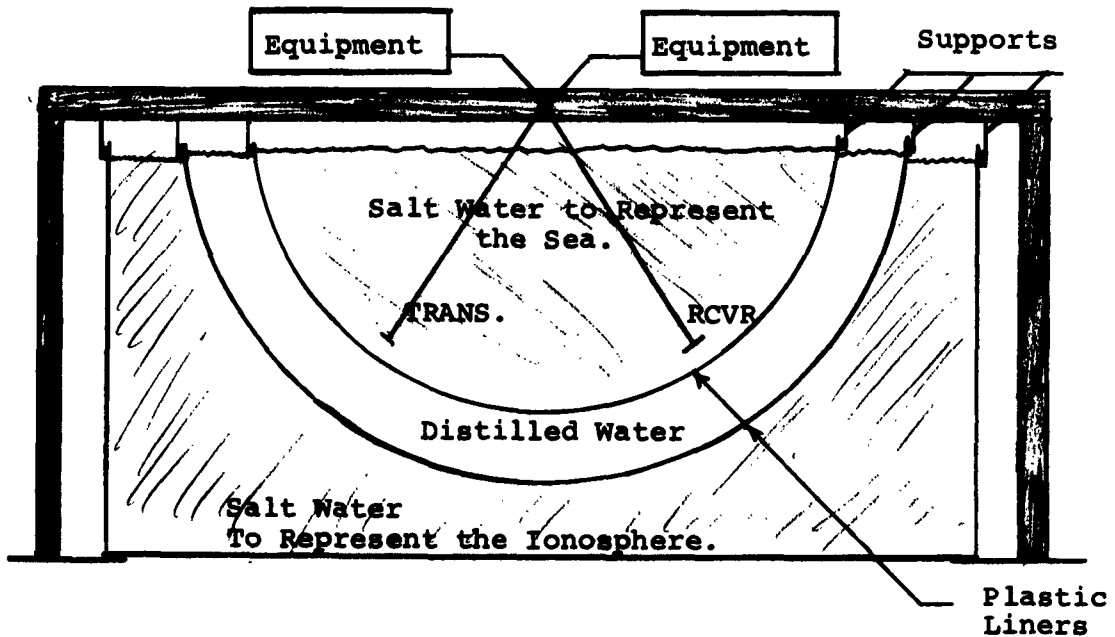 Equipment
Equipment
Supports
Salt Water to Represent
the Sea.
TRANS.
RCVR
Distilled Water
Salt Water
To Represent the Ionosphere.
Plastic
Liners